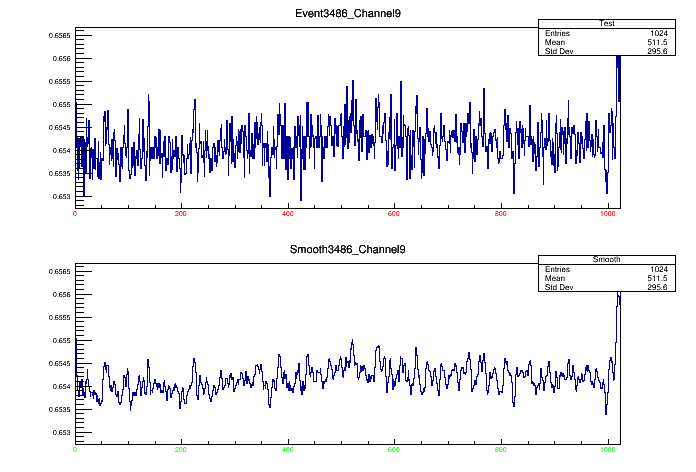 Event3486_Channel9
Test
Entries 1024
Mean 511.5
Std Dev 295.6
0.6565
0.656
0.6555
0.655
0.6545
0.654
0.6535
0.653
0 200 400 600 800 1000
Smooth3486_Channel9
Smooth
Entries 1024
Mean 511.5
Std Dev 295.6
0.6565
0.656
0.6555
0.655
0.6545
0.654
0.6535
0.653
0 200 400 600 800 1000